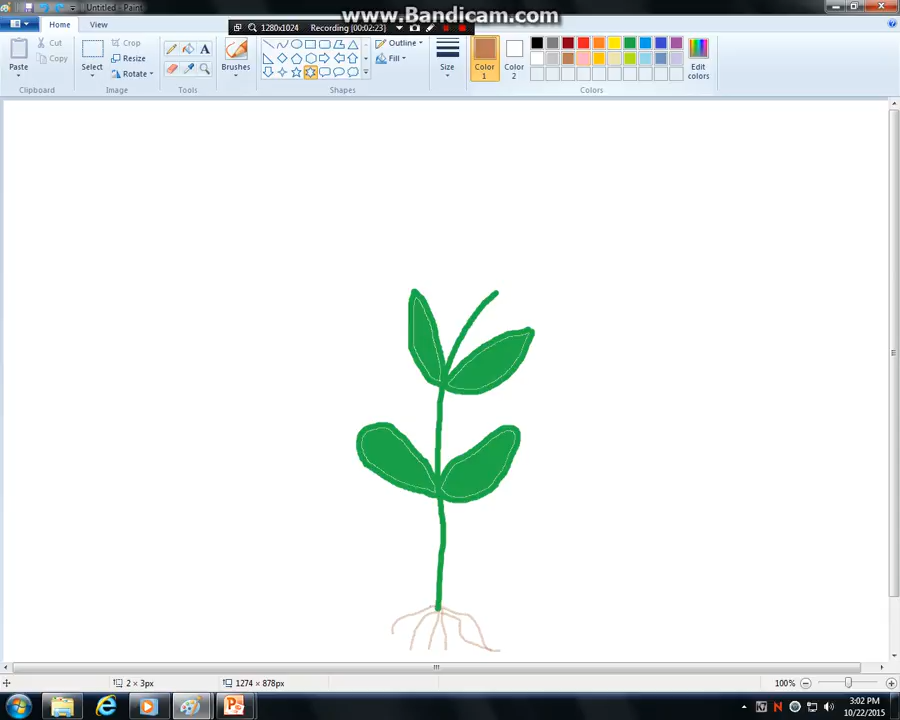 www.Bandicam.com
Untitled - Paint
1280x1024 Recording [00:02:23]
Home View
Paste
Cut
Copy
Clipboard
Select
Crop
Resize
Rotate
Image
Tools
Brushes
Shapes
Outline
Fill
Size
Color 1
Color 2
Edit colors
Colors
2 × 3px
1274 × 878px
100%
3:02 PM
10/22/2015